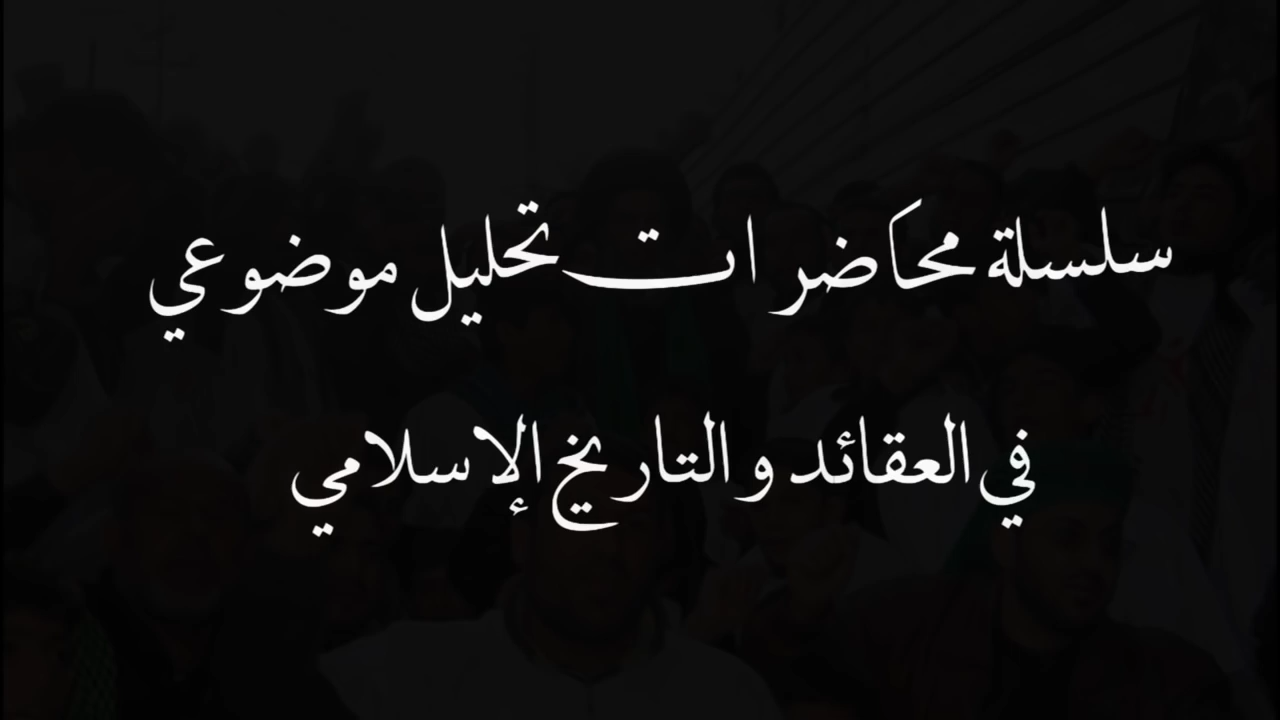 سلسلة محاضرات تحليل موضوعي
في العقائد و التاريخ الإسلامي